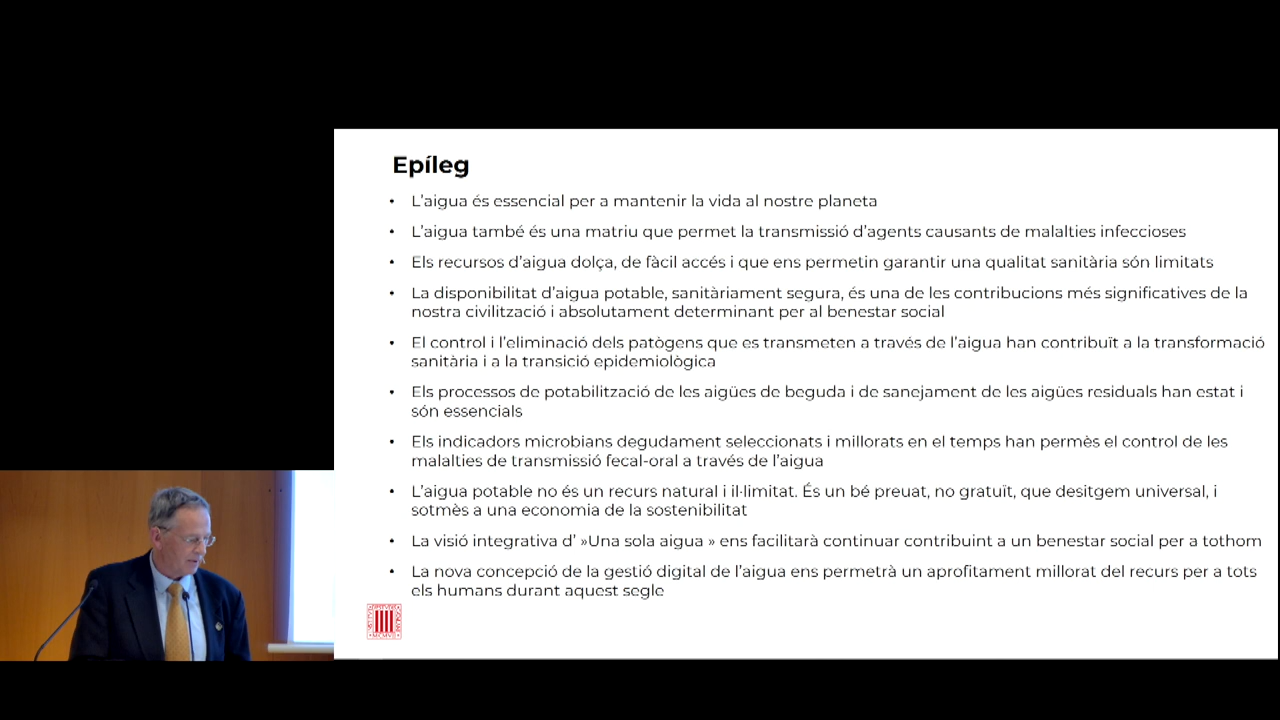 Epíleg
• L'aigua és essencial per a mantenir la vida al nostre planeta
• L'aigua també és una matriu que permet la transmissió d'agents causants de malalties infeccioses
• Els recursos d'aigua dolça, de fàcil accés i que ens permetin garantir una qualitat sanitària són limitats
• La disponibilitat d'aigua potable, sanitàriament segura, és una de les contribucions més significatives de la
nostra civilització i absolutament determinant per al benestar social
• El control i l'eliminació dels patògens que es transmeten a través de l'aigua han contribuït a la transformació
sanitària i a la transició epidemiològica
• Els processos de potabilització de les aigües de beguda i de sanejament de les aigües residuals han estat i
són essencials
• Els indicadors microbians degudament seleccionats i millorats en el temps han permès el control de les
malalties de transmissió fecal-oral a través de l'aigua
• L'aigua potable no és un recurs natural i il·limitat. És un bé preuat, no gratuït, que desitgem universal, i
sotmès a una economia de la sostenibilitat
• La visió integrativa d' »Una sola aigua » ens facilitarà continuar contribuint a un benestar social per a tothom
• La nova concepció de la gestió digital de l'aigua ens permetrà un aprofitament millorat del recurs per a tots
els humans durant aquest segle